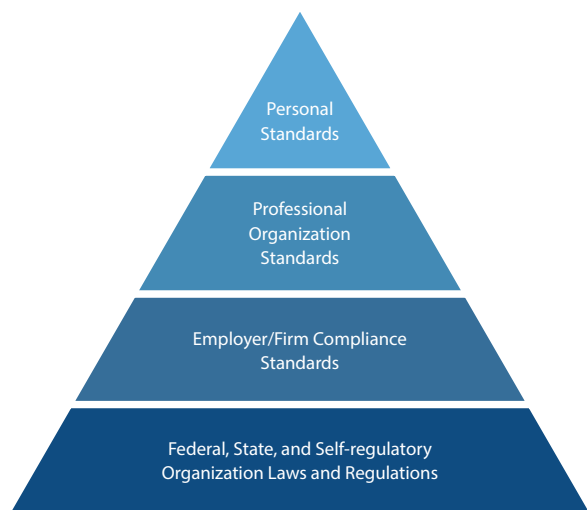 Personal
Standards
Professional
Organization
Standards
Employer/Firm Compliance
Standards
Federal, State, and Self-regulatory
Organization Laws and Regulations